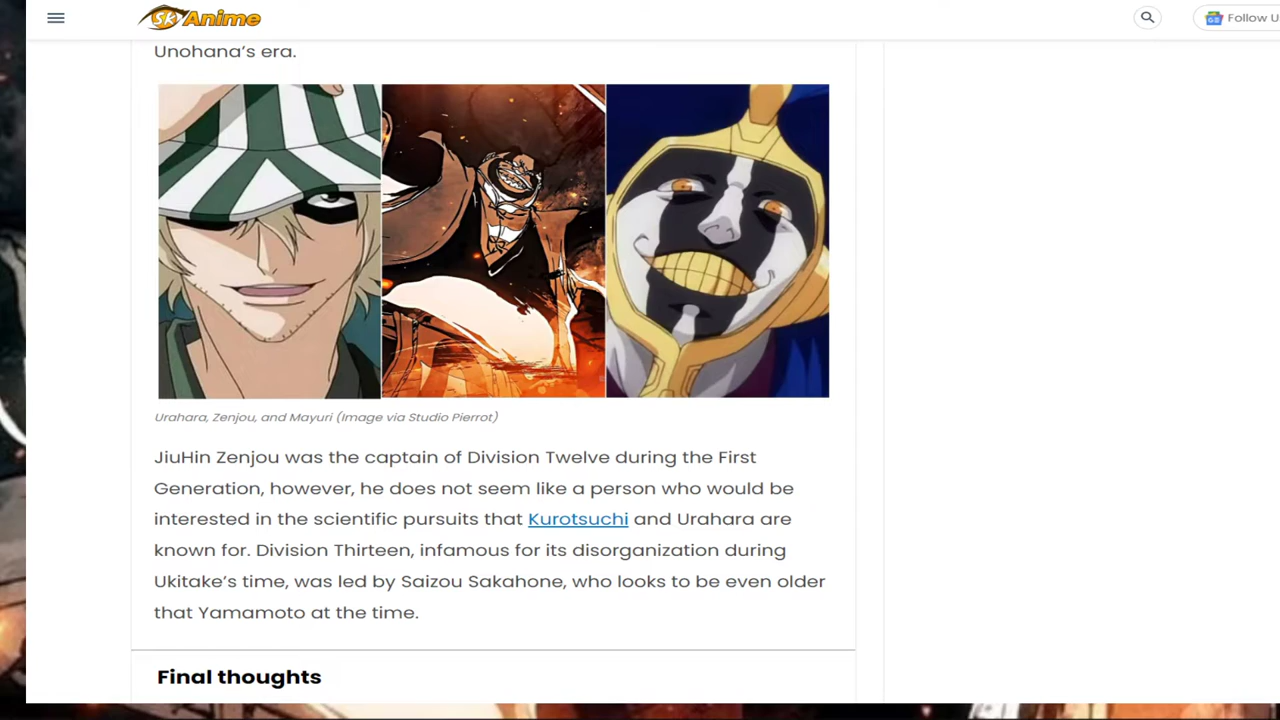 SK Anime
Follow U
Unohana's era.
Urahara, Zenjou, and Mayuri (Image via Studio Pierrot)
JiuHin Zenjou was the captain of Division Twelve during the First
Generation, however, he does not seem like a person who would be
interested in the scientific pursuits that Kurotsuchi and Urahara are
known for. Division Thirteen, infamous for its disorganization during
Ukitake's time, was led by Saizou Sakahone, who looks to be even older
that Yamamoto at the time.
Final thoughts